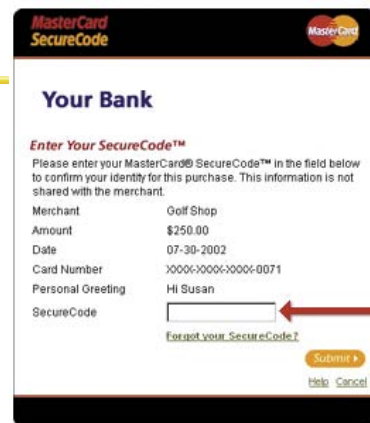 MasterCard
SecureCode
MasterCard
Your Bank
Enter Your SecureCode™
Please enter your MasterCard® SecureCode™ in the field below
to confirm your identity for this purchase. This information is not
shared with the merchant.
Merchant Golf Shop
Amount $250.00
Date 07-30-2002
Card Number XXXX-XXXX-XXXX-0071
Personal Greeting Hi Susan
SecureCode
Forgot your SecureCode?
Submit
Help Cancel